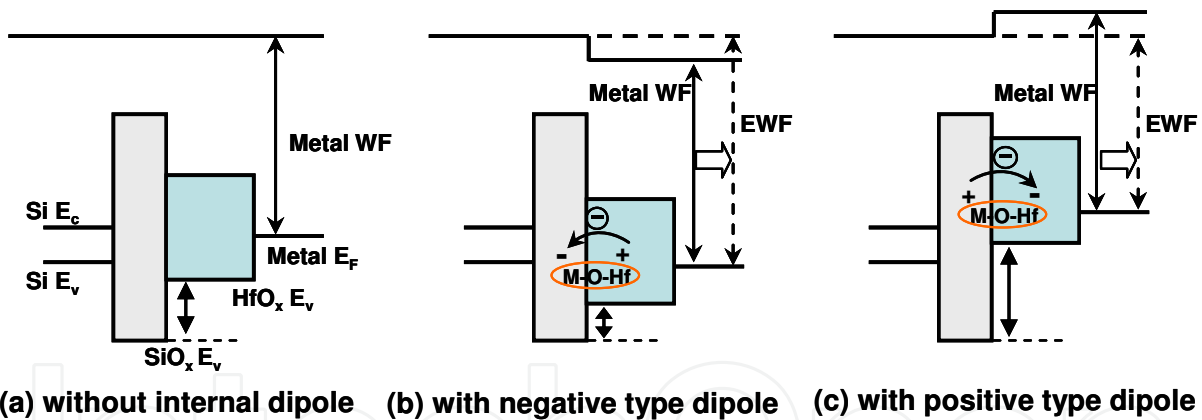 Metal WF
Si Ec
Si Ev
Metal EF
HfOx Ev
SiOx Ev
(a) without internal dipole
Metal WF
EWF
−
-
+
M-O-Hf
(b) with negative type dipole
Metal WF
EWF
−
+
-
M-O-Hf
(c) with positive type dipole